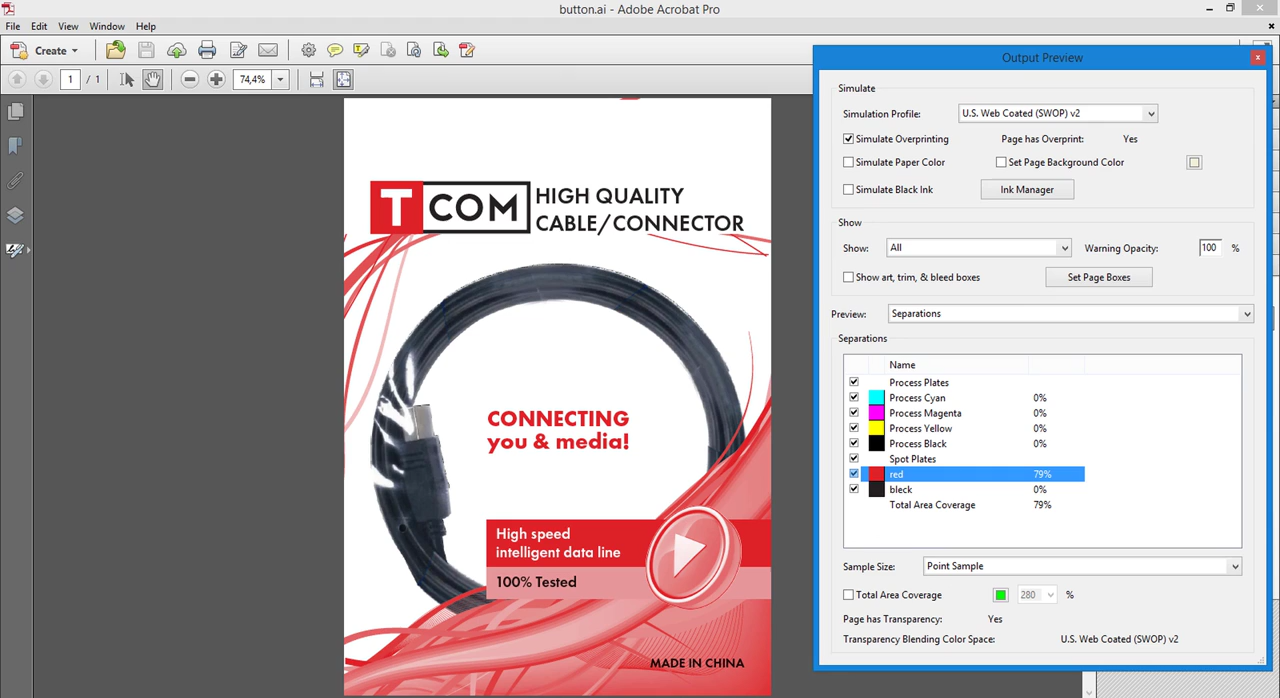 button.ai - Adobe Acrobat Pro
File Edit View Window Help
Create
1 / 1 74,4%
T COM HIGH QUALITY
CABLE/CONNECTOR
CONNECTING
you & media!
High speed
intelligent data line
100% Tested
MADE IN CHINA
Output Preview
x
Simulate
Simulation Profile: U.S. Web Coated (SWOP) v2
Simulate Overprinting Page has Overprint: Yes
Simulate Paper Color Set Page Background Color
Simulate Black Ink Ink Manager
Show
Show: All Warning Opacity: 100 %
Show art, trim, & bleed boxes Set Page Boxes
Preview: Separations
Separations
Name
Process Plates
Process Cyan 0%
Process Magenta 0%
Process Yellow 0%
Process Black 0%
Spot Plates
red 79%
bleck 0%
Total Area Coverage 79%
Sample Size: Point Sample
Total Area Coverage 280 %
Page has Transparency: Yes
Transparency Blending Color Space: U.S. Web Coated (SWOP) v2